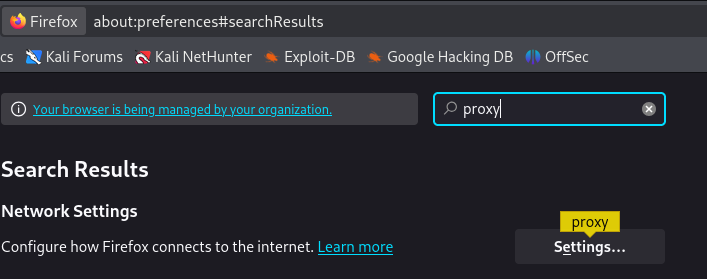 Firefox about:preferences#searchResults
cs Kali Forums Kali NetHunter Exploit-DB Google Hacking DB OffSec
Your browser is being managed by your organization. proxy
Search Results
Network Settings
proxy
Configure how Firefox connects to the internet. Learn more Settings...